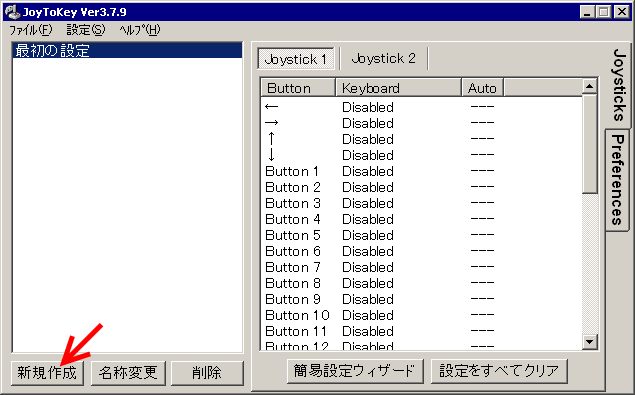 JoyToKey Ver3.7.9
ﾌｧｲﾙ(F) 設定(S) ﾍﾙﾌﾟ(H)
最初の設定
新規作成 名称変更 削除
Joystick 1 Joystick 2
Button Keyboard Auto
← Disabled ---
→ Disabled ---
↑ Disabled ---
↓ Disabled ---
Button 1 Disabled ---
Button 2 Disabled ---
Button 3 Disabled ---
Button 4 Disabled ---
Button 5 Disabled ---
Button 6 Disabled ---
Button 7 Disabled ---
Button 8 Disabled ---
Button 9 Disabled ---
Button 10 Disabled ---
Button 11 Disabled ---
Button 12 Disabled ---
簡易設定ウィザード 設定をすべてクリア
Joysticks
Preferences